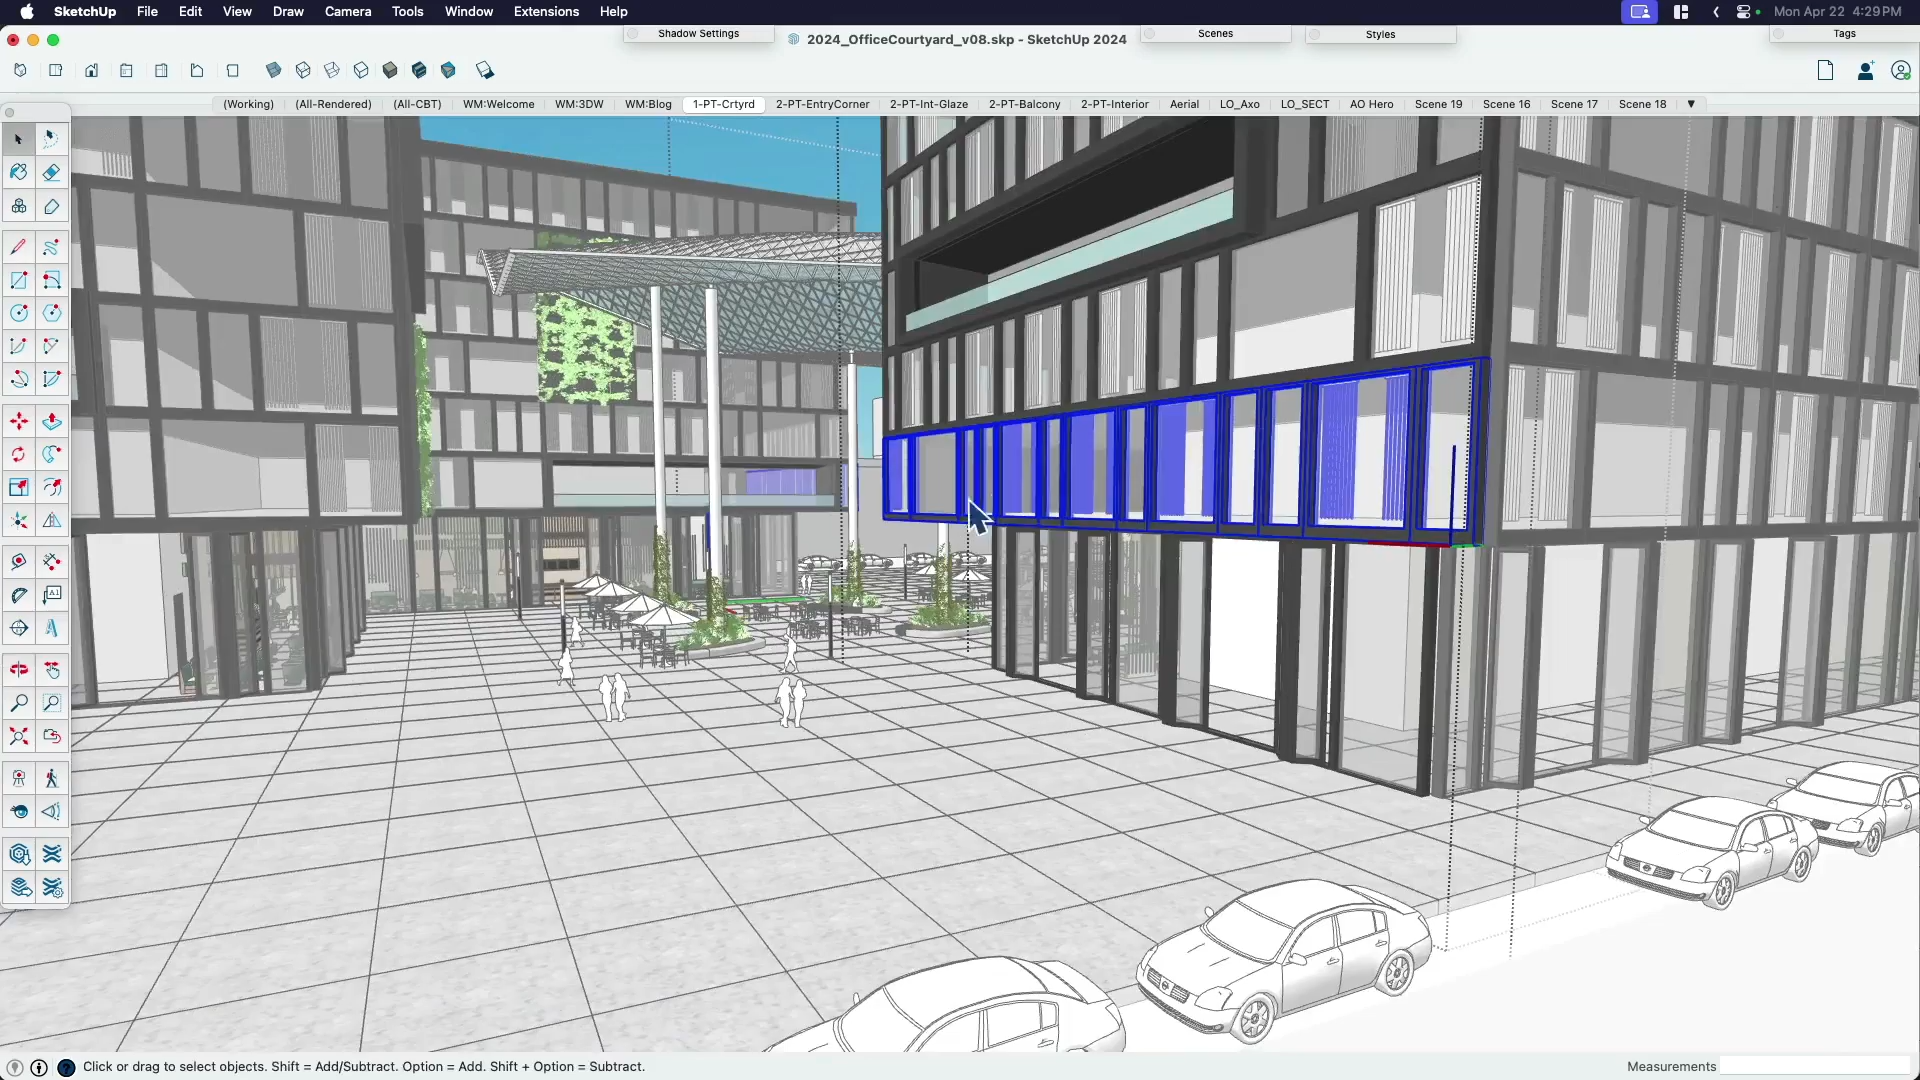 SketchUp File Edit View Draw Camera Tools Window Extensions Help Mon Apr 22 4:29PM
Shadow Settings 2024_OfficeCourtyard_v08.skp - SketchUp 2024 Scenes Styles Tags
(Working) (All-Rendered) (All-CBT) WM:Welcome WM:3DW WM:Blog 1-PT-Crtyrd 2-PT-EntryCorner 2-PT-Int-Glaze 2-PT-Balcony 2-PT-Interior Aerial LO_Axo LO_SECT AO Hero Scene 19 Scene 16 Scene 17 Scene 18
Click or drag to select objects. Shift = Add/Subtract. Option = Add. Shift + Option = Subtract. Measurements